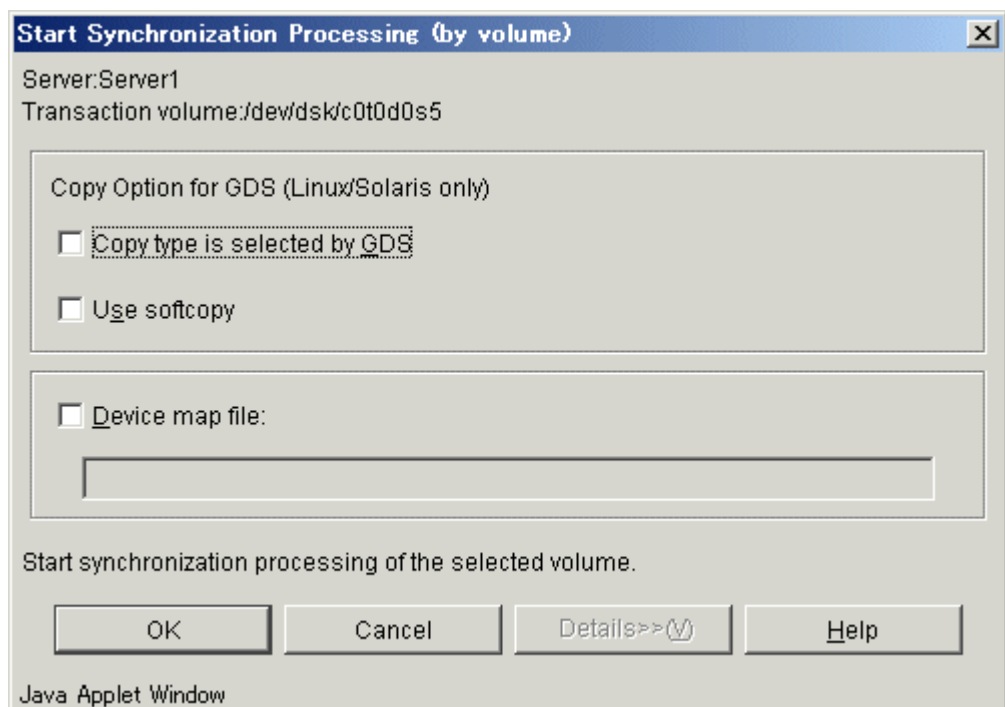 Start Synchronization Processing (by volume)
Server:Server1
Transaction volume:/dev/dsk/c0t0d0s5
Copy Option for GDS (Linux/Solaris only)
Copy type is selected by GDS
Use softcopy
Device map file:
Start synchronization processing of the selected volume.
OK Cancel Details>>(V) Help
Java Applet Window